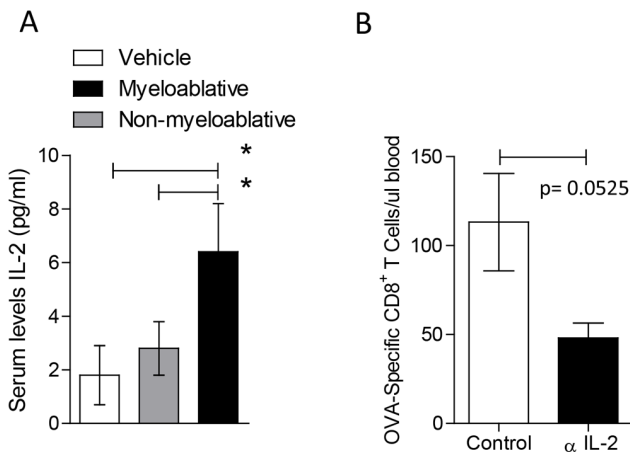 A
Vehicle
Myeloablative
Non-myeloablative
Serum levels IL-2 (pg/ml)
10
8
6
4
2
0
*
*
B
OVA-Specific CD8⁺ T Cells/ul blood
150
100
50
0
p= 0.0525
Control
α IL-2